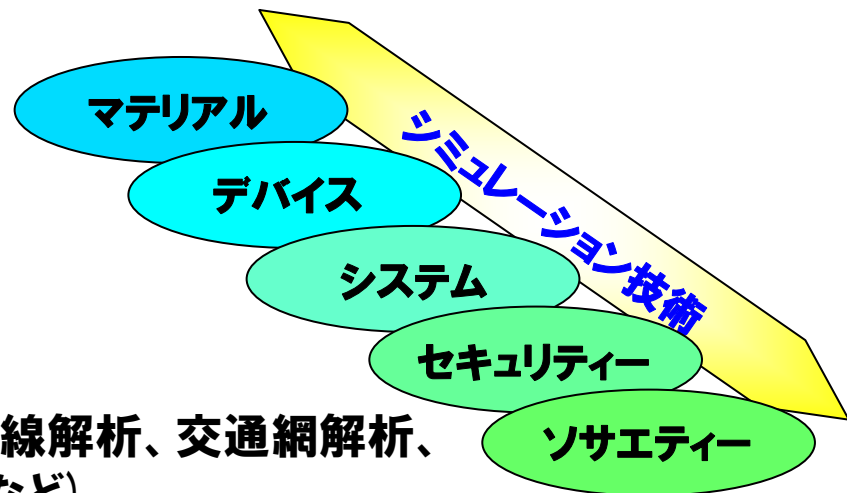 マテリアル
シミュレーション技術
デバイス
システム
セキュリティー
ソサエティー
線解析、交通網解析、
など)